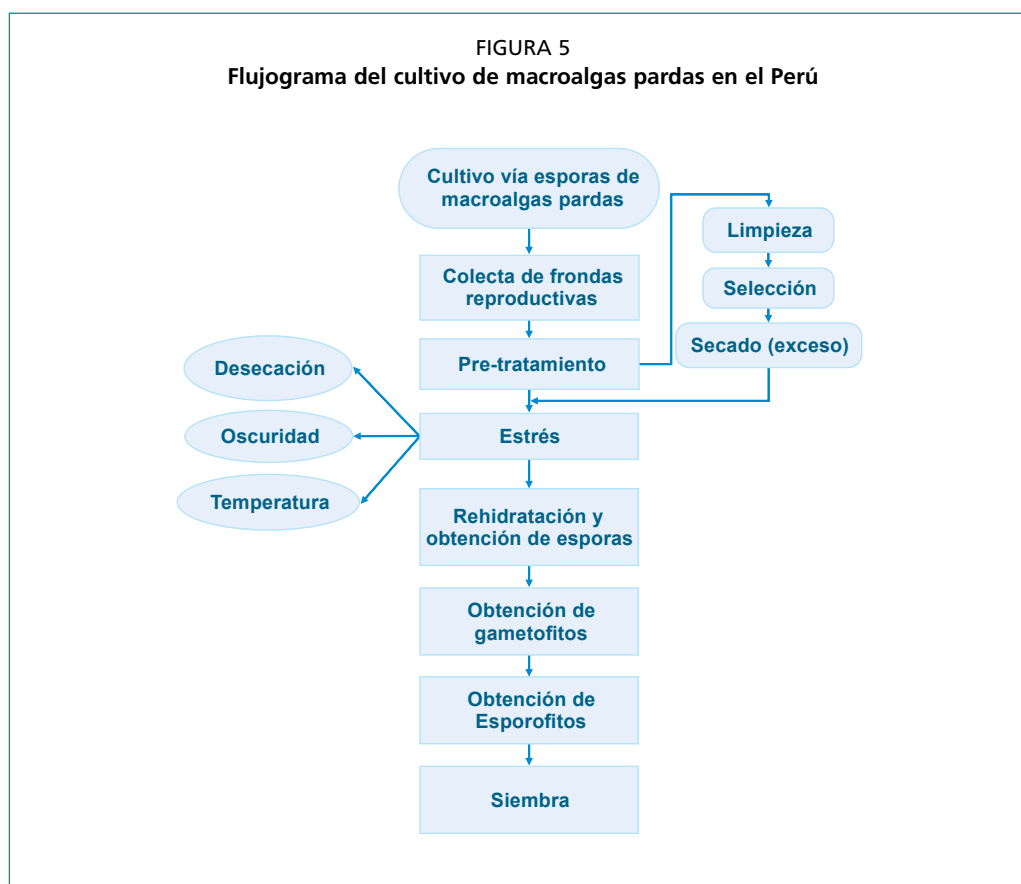 FIGURA 5
Flujograma del cultivo de macroalgas pardas en el Perú
Cultivo vía esporas de
macroalgas pardas
Colecta de frondas
reproductivas
Pre-tratamiento
Limpieza
Selección
Secado (exceso)
Estrés
Desecación
Oscuridad
Temperatura
Rehidratación y
obtención de esporas
Obtención de
gametofitos
Obtención de
Esporofitos
Siembra